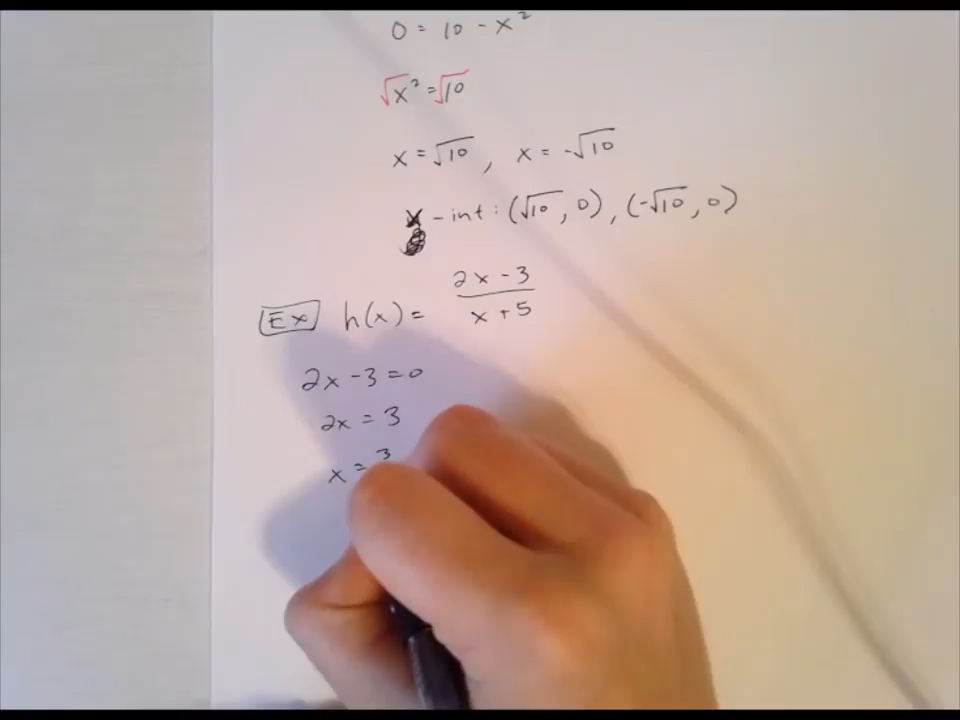 0 = 10 - x²
√x² = √10
x = √10 , x = -√10
x - int : (√10 , 0) , (-√10 , 0)
Ex h(x) = (2x - 3)/(x + 5)
2x - 3 = 0
2x = 3
x = 3